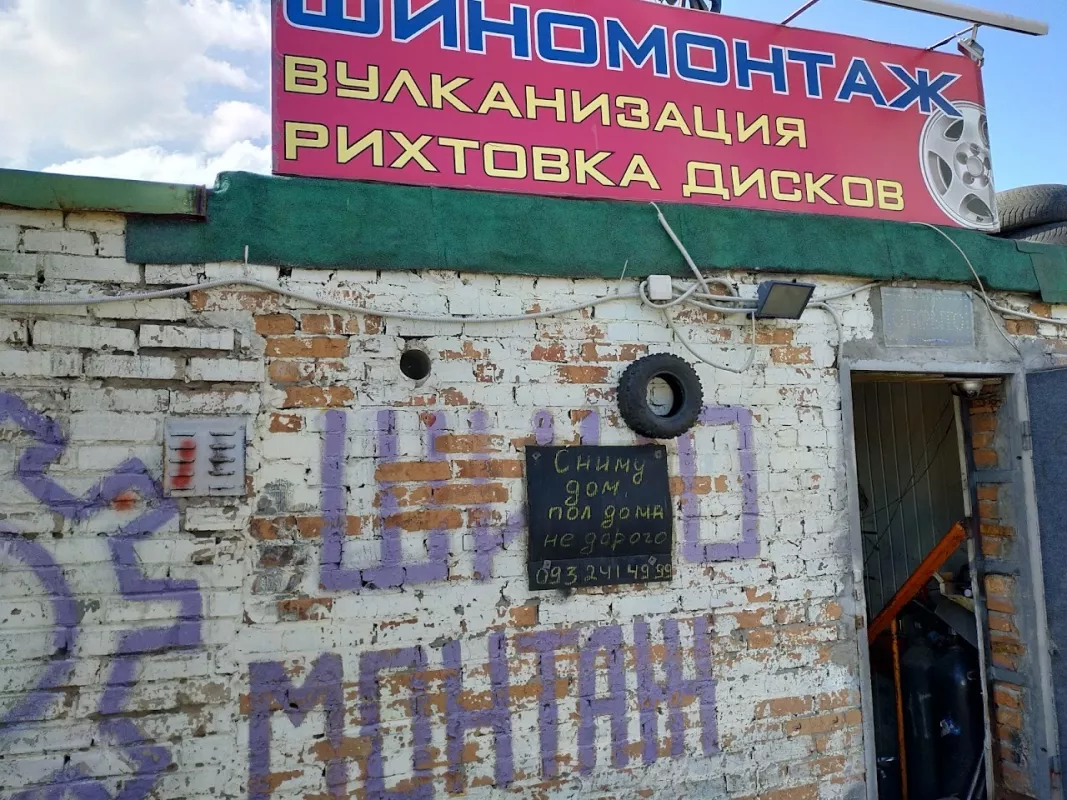 ШИНОМОНТАЖ
ВУЛКАНИЗАЦИЯ
РИХТОВКА ДИСКОВ
Сниму
дом,
пол дома
не дорого
093 241 49 99
МОНТАЖ